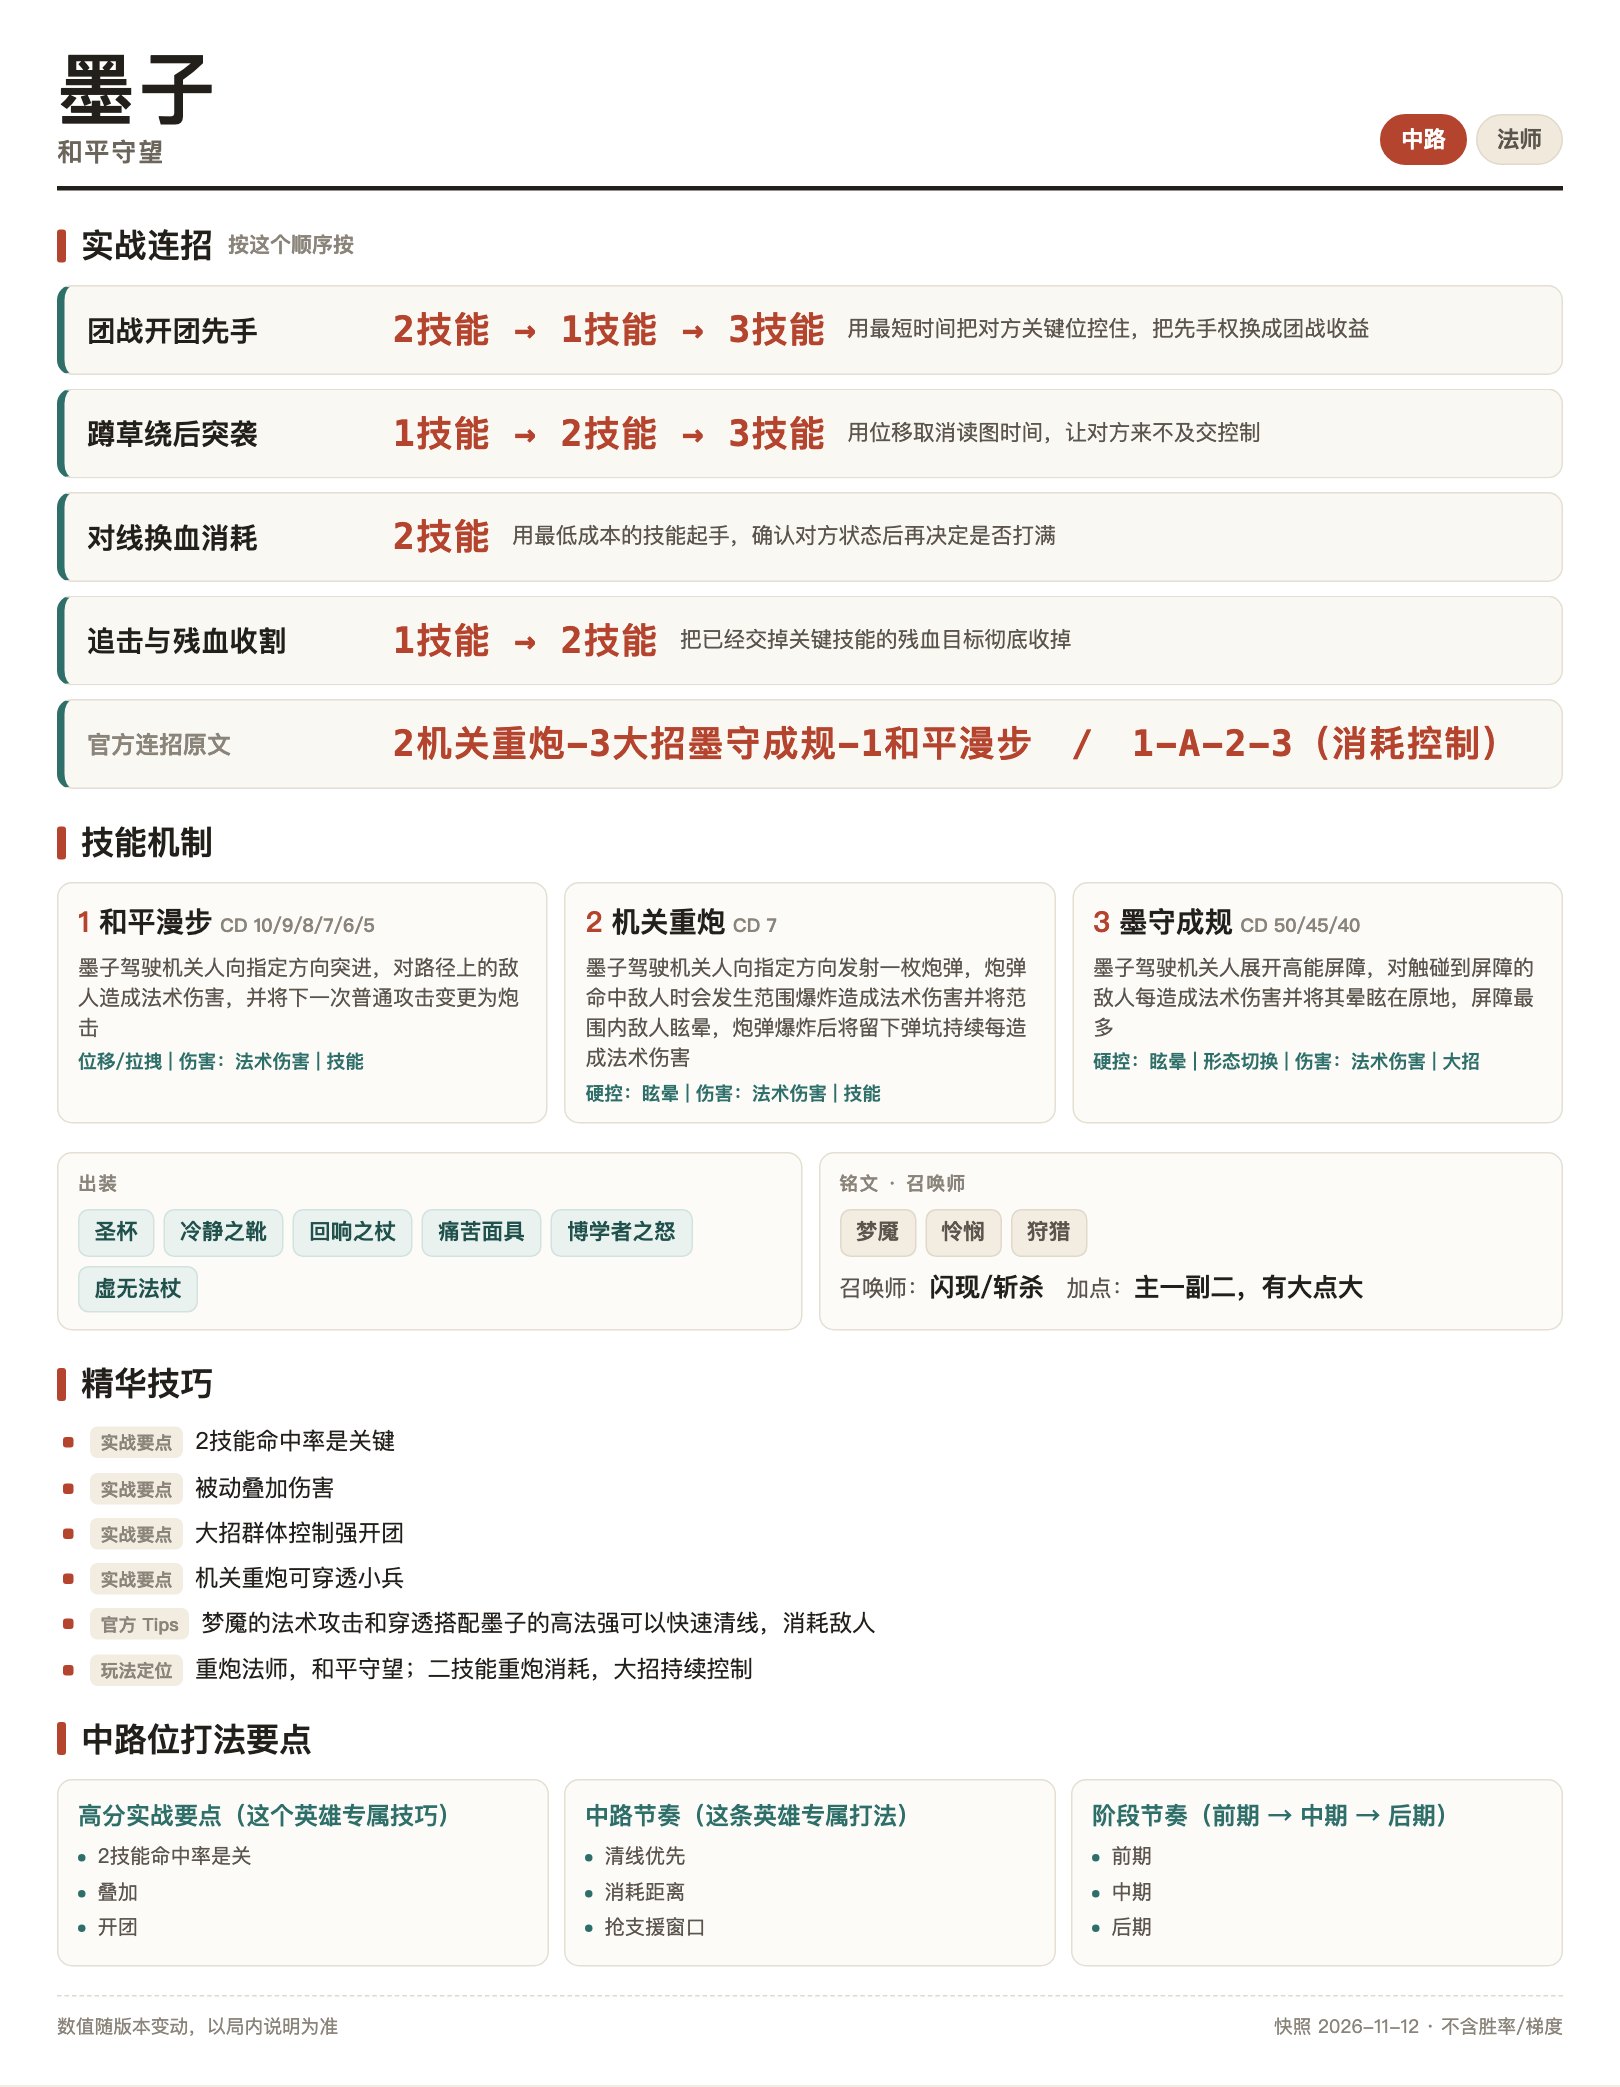 墨子
和平守望
中路 法师
实战连招 按这个顺序按
团战开团先手 2技能 → 1技能 → 3技能 用最短时间把对方关键位控住，把先手权换成团战收益
蹲草绕后突袭 1技能 → 2技能 → 3技能 用位移取消读图时间，让对方来不及交控制
对线换血消耗 2技能 用最低成本的技能起手，确认对方状态后再决定是否打满
追击与残血收割 1技能 → 2技能 把已经交掉关键技能的残血目标彻底收掉
官方连招原文 2机关重炮-3大招墨守成规-1和平漫步 / 1-A-2-3（消耗控制）
技能机制
1 和平漫步 CD 10/9/8/7/6/5
墨子驾驶机关人向指定方向突进，对路径上的敌
人造成法术伤害，并将下一次普通攻击变更为炮
击
位移/拉拽 | 伤害：法术伤害 | 技能
2 机关重炮 CD 7
墨子驾驶机关人向指定方向发射一枚炮弹，炮弹
命中敌人时会发生范围爆炸造成法术伤害并将范
围内敌人眩晕，炮弹爆炸后将留下弹坑持续每造
成法术伤害
硬控：眩晕 | 伤害：法术伤害 | 技能
3 墨守成规 CD 50/45/40
墨子驾驶机关人展开高能屏障，对触碰到屏障的
敌人每造成法术伤害并将其晕眩在原地，屏障最
多
硬控：眩晕 | 形态切换 | 伤害：法术伤害 | 大招
出装
圣杯 冷静之靴 回响之杖 痛苦面具 博学者之怒
虚无法杖
铭文 · 召唤师
梦魇 怜悯 狩猎
召唤师：闪现/斩杀 加点：主一副二，有大点大
精华技巧
实战要点 2技能命中率是关键
实战要点 被动叠加伤害
实战要点 大招群体控制强开团
实战要点 机关重炮可穿透小兵
官方 Tips 梦魇的法术攻击和穿透搭配墨子的高法强可以快速清线，消耗敌人
玩法定位 重炮法师，和平守望；二技能重炮消耗，大招持续控制
中路位打法要点
高分实战要点（这个英雄专属技巧）
2技能命中率是关
叠加
开团
中路节奏（这条英雄专属打法）
清线优先
消耗距离
抢支援窗口
阶段节奏（前期 → 中期 → 后期）
前期
中期
后期
数值随版本变动，以局内说明为准
快照 2026-11-12 · 不含胜率/梯度